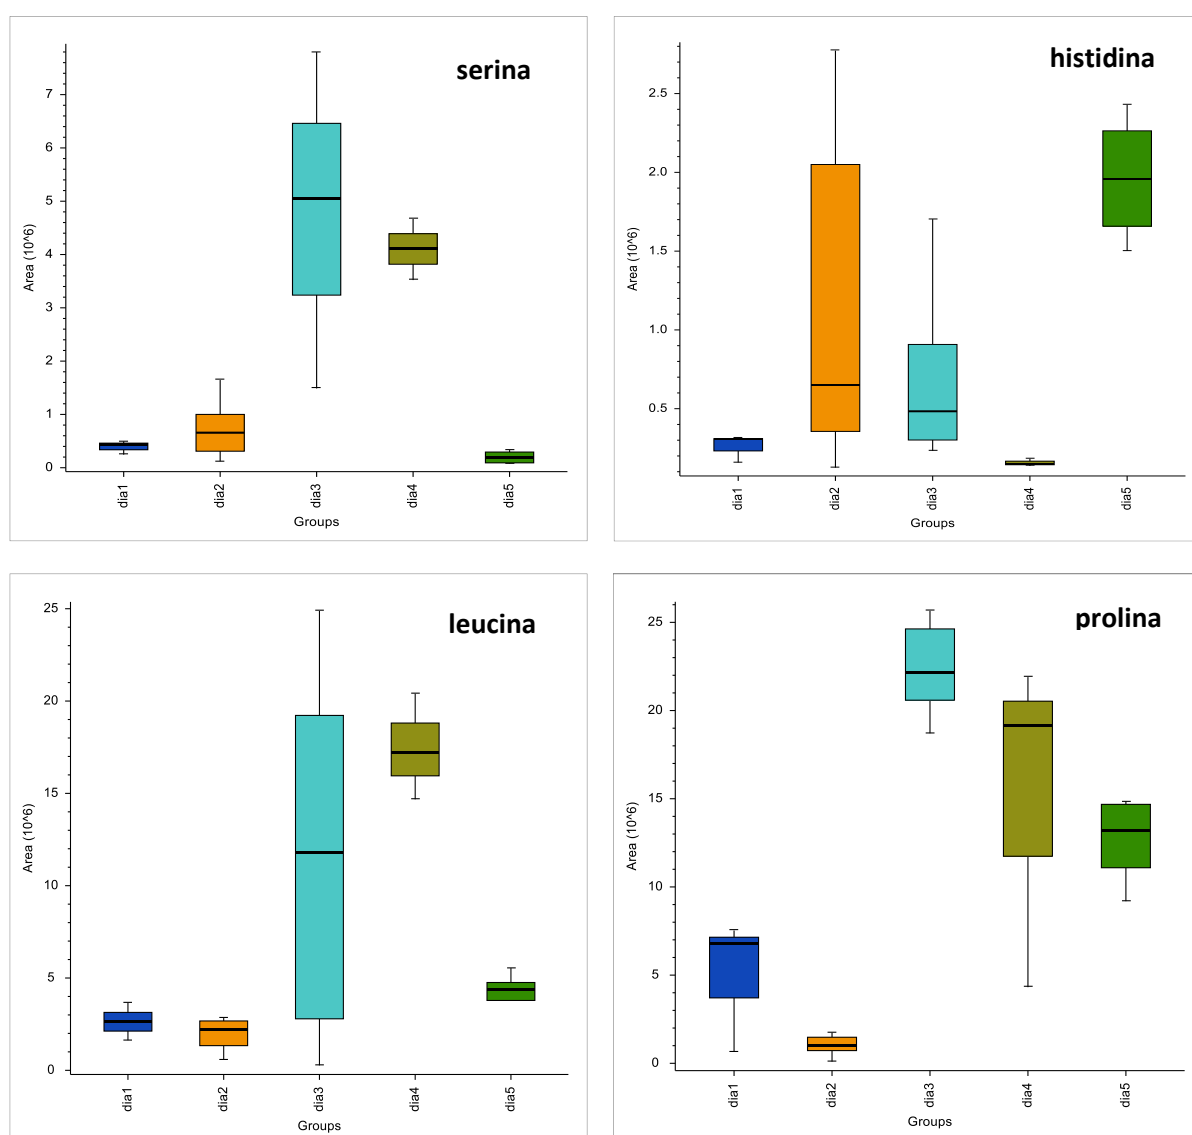 serina
Area (10^6)
7
6
5
4
3
2
1
0
dia1
dia2
dia3
dia4
dia5
Groups
histidina
Area (10^6)
2.5
2.0
1.5
1.0
0.5
dia1
dia2
dia3
dia4
dia5
Groups
leucina
Area (10^6)
25
20
15
10
5
0
dia1
dia2
dia3
dia4
dia5
Groups
prolina
Area (10^6)
25
20
15
10
5
0
dia1
dia2
dia3
dia4
dia5
Groups